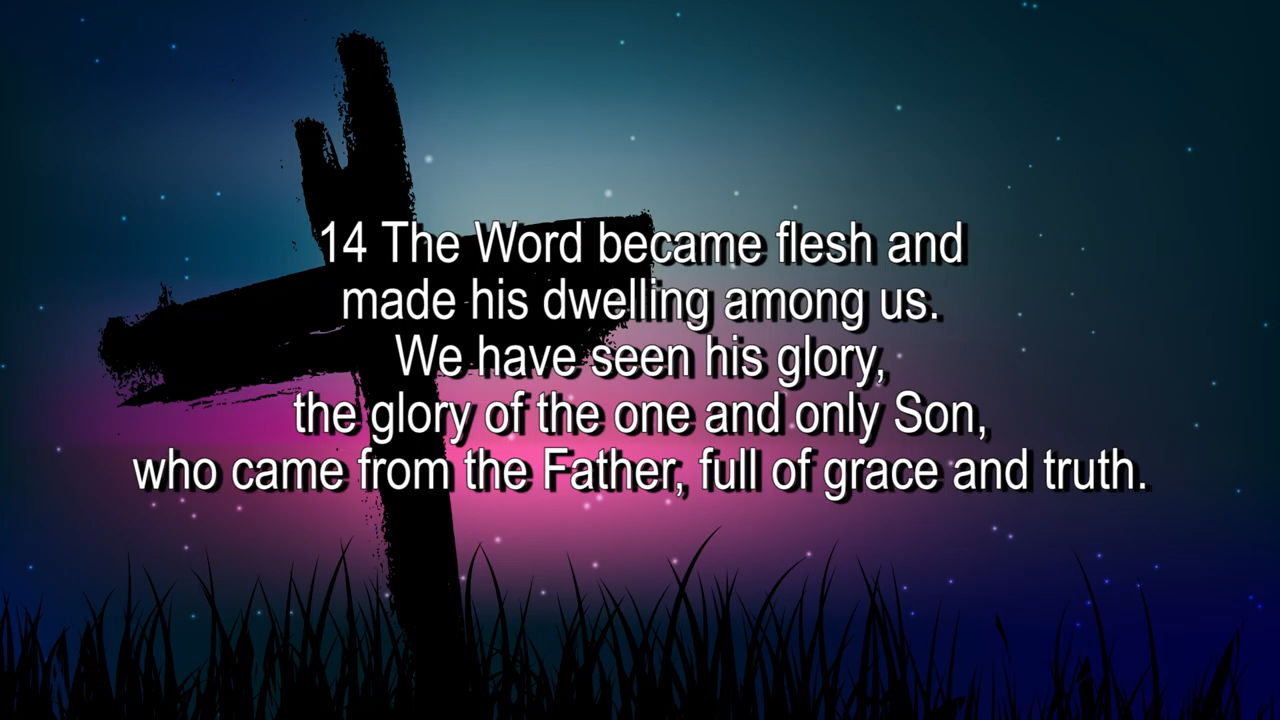 14 The Word became flesh and
made his dwelling among us.
We have seen his glory,
the glory of the one and only Son,
who came from the Father, full of grace and truth.